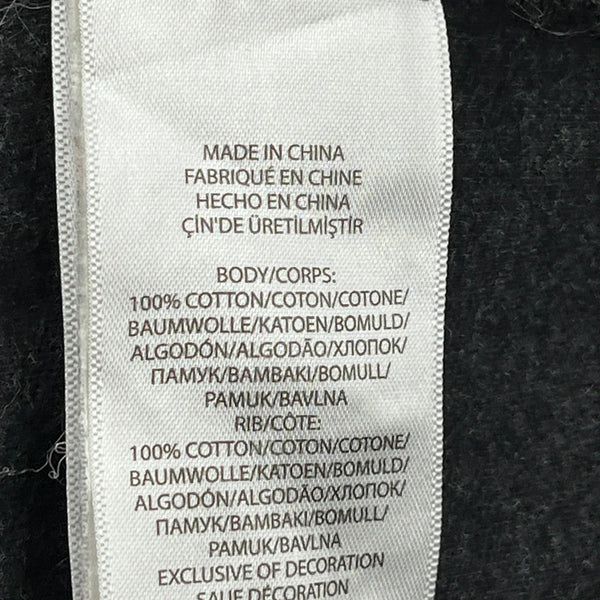 MADE IN CHINA
FABRIQUÉ EN CHINE
HECHO EN CHINA
ÇİN'DE ÜRETİLMİŞTİR
BODY/CORPS:
100% COTTON/COTON/COTONE/
BAUMWOLLE/KATOEN/BOMULD/
ALGODÓN/ALGODÃO/ХЛОПОК/
ПАМУК/BAMBAKI/BOMULL/
PAMUK/BAVLNA
RIB/CÔTE:
100% COTTON/COTON/COTONE/
BAUMWOLLE/KATOEN/BOMULD/
ALGODÓN/ALGODÃO/ХЛОПОК/
ПАМУК/BAMBAKI/BOMULL/
PAMUK/BAVLNA
EXCLUSIVE OF DECORATION
SAUF DECORATION